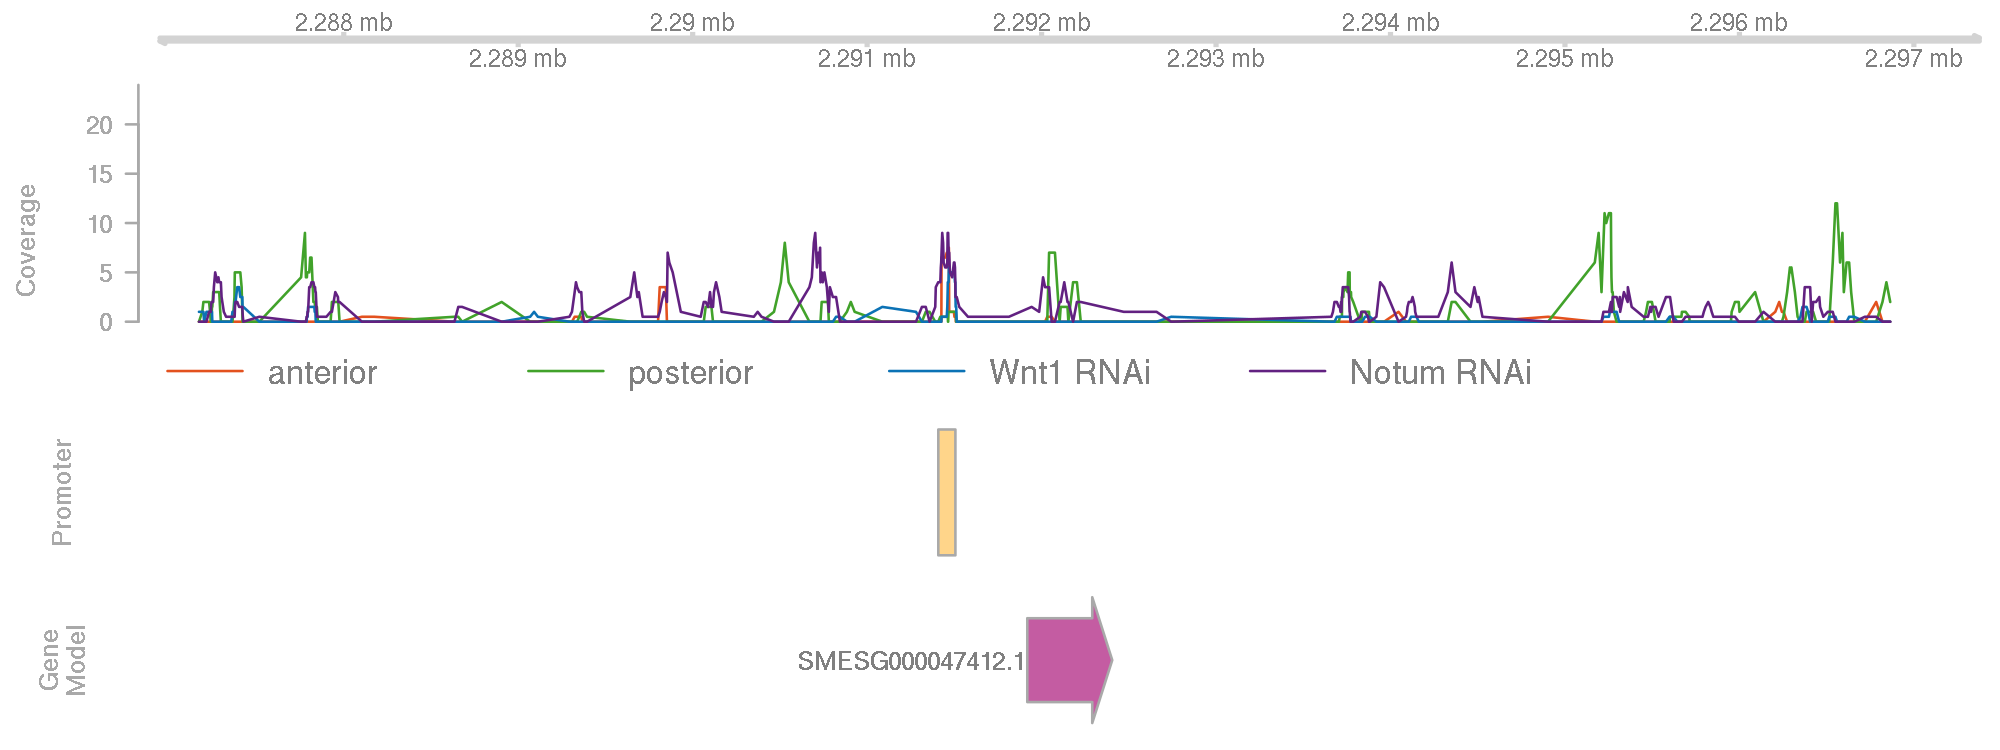 2.288 mb 2.29 mb 2.292 mb 2.294 mb 2.296 mb
2.289 mb 2.291 mb 2.293 mb 2.295 mb 2.297 mb
Coverage
20
15
10
5
0
anterior posterior Wnt1 RNAi Notum RNAi
Promoter
Gene
Model
SMESG000047412.1